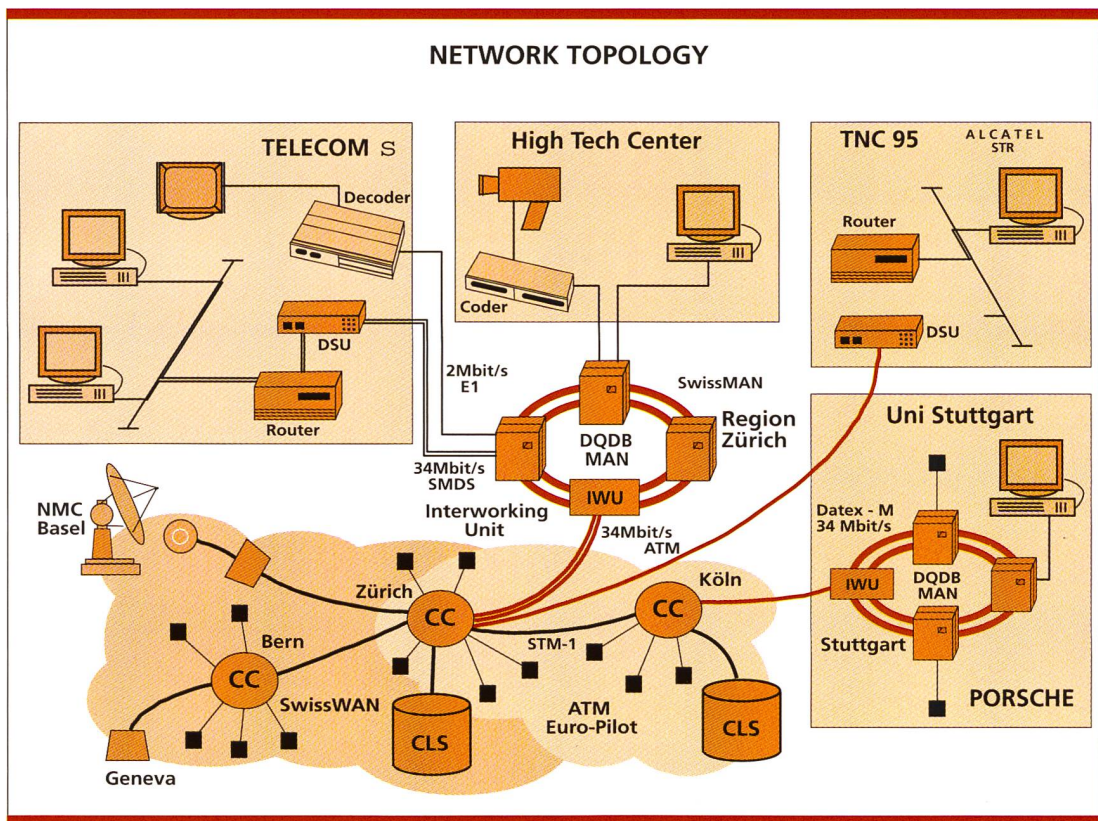 NETWORK TOPOLOGY
TELECOM S
Decoder
DSU
Router
High Tech Center
Coder
TNC 95
ALCATEL
STR
Router
DSU
2Mbit/s
E1
34Mbit/s
SMDS
SwissMAN
Region
Zürich
DQDB
MAN
IWU
Interworking
Unit
34Mbit/s
ATM
Uni Stuttgart
Datex - M
34 Mbit/s
IWU
DQDB
MAN
Stuttgart
PORSCHE
NMC
Basel
Zürich
CC
Köln
CC
STM-1
Bern
CC
SwissWAN
Geneva
CLS
ATM
Euro-Pilot
CLS